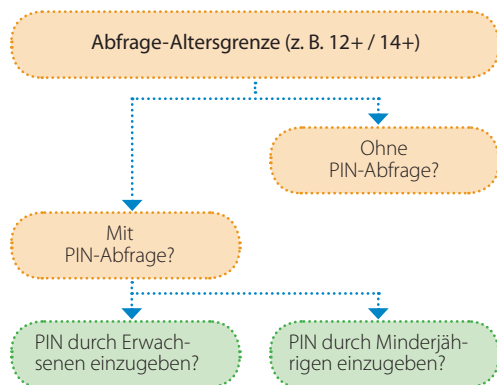 Abfrage-Altersgrenze (z. B. 12+ / 14+)
Ohne
PIN-Abfrage?
Mit
PIN-Abfrage?
PIN durch Erwach-
senen einzugeben?
PIN durch Minderjäh-
rigen einzugeben?